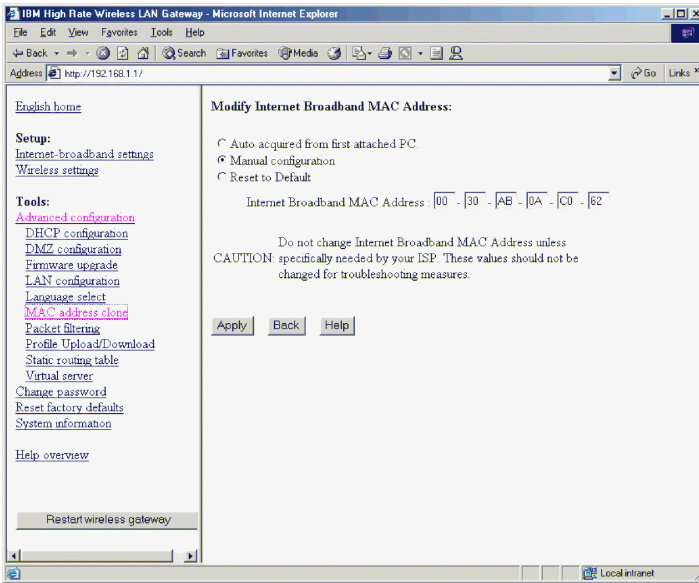 IBM High Rate Wireless LAN Gateway - Microsoft Internet Explorer
File Edit View Favorites Tools Help
Back Search Favorites Media
Address http://192.168.1.1/ Go Links
English home
Setup:
Internet-broadband settings
Wireless settings
Tools:
Advanced configuration
DHCP configuration
DMZ configuration
Firmware upgrade
LAN configuration
Language select
MAC address clone
Packet filtering
Profile Upload/Download
Static routing table
Virtual server
Change password
Reset factory defaults
System information
Help overview
Restart wireless gateway
Modify Internet Broadband MAC Address:
Auto acquired from first attached PC.
Manual configuration
Reset to Default
Internet Broadband MAC Address : 00 - 30 - AB - 0A - C0 - 62
Do not change Internet Broadband MAC Address unless
CAUTION: specifically needed by your ISP. These values should not be
changed for troubleshooting measures.
Apply Back Help
Local intranet